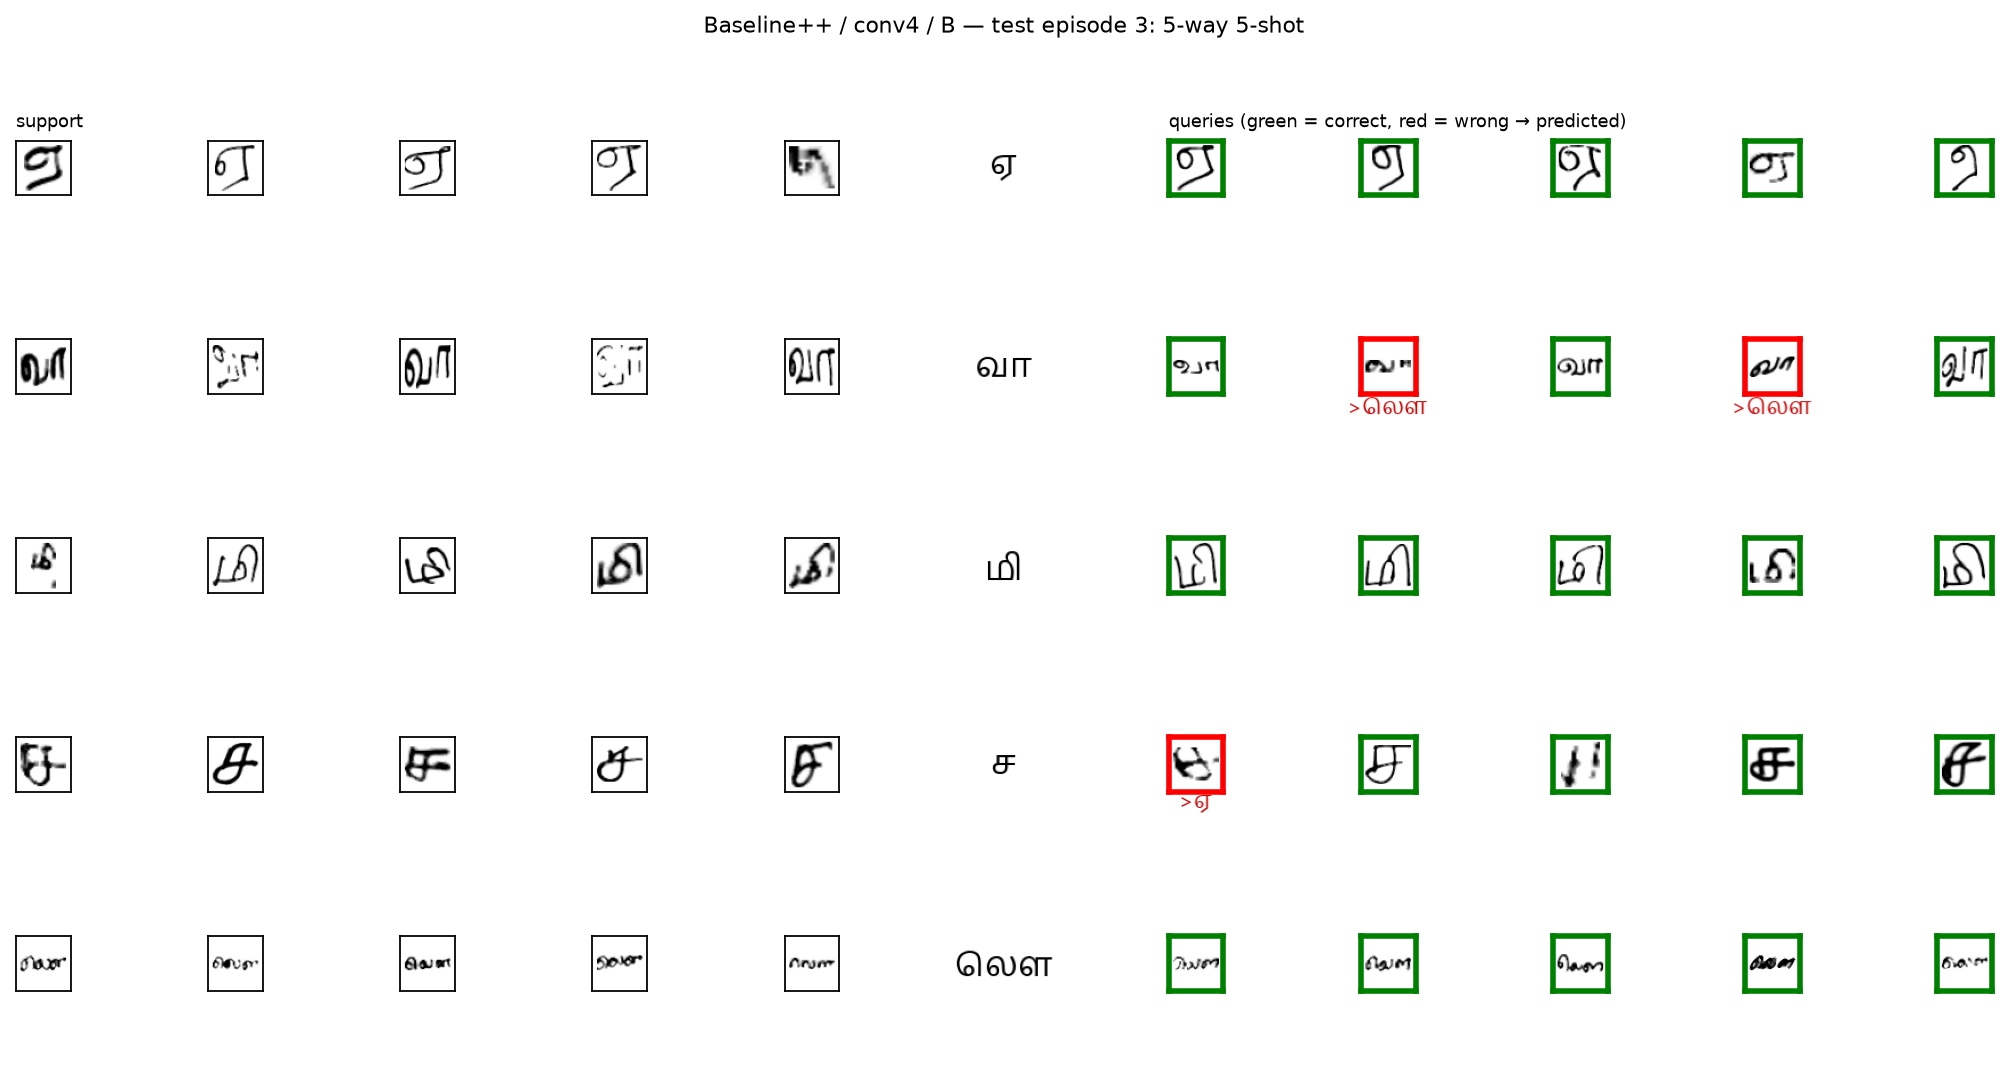 Baseline++ / conv4 / B — test episode 3: 5-way 5-shot
support
queries (green = correct, red = wrong → predicted)
ஏ ஏ ஏ ஏ ஏ ஏ ஏ ஏ ஏ
வா வா வா வா வா வா வா வா வா வா வா
>லௌ >லௌ
மி மி மி மி மி மி மி மி மி மி மி
ச ச ச ச ச ச ச ச ச
>ஏ
லௌ லௌ லௌ லௌ லௌ லௌ லௌ லௌ லௌ லௌ லௌ